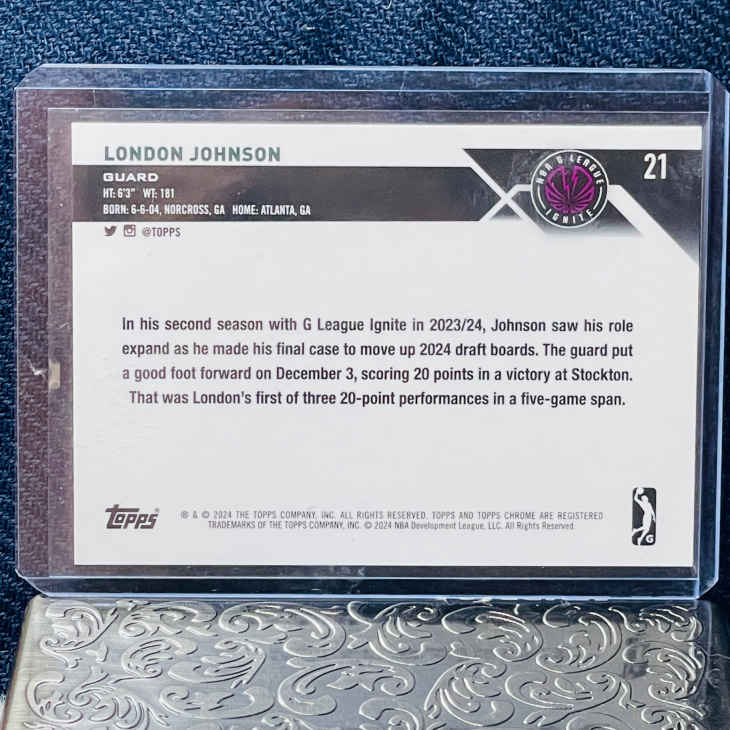 LONDON JOHNSON
21
GUARD
HT: 6'3" WT: 181
BORN: 6-6-04, NORCROSS, GA HOME: ATLANTA, GA
NBA G LEAGUE
IGNITE
@TOPPS
In his second season with G League Ignite in 2023/24, Johnson saw his role
expand as he made his final case to move up 2024 draft boards. The guard put
a good foot forward on December 3, scoring 20 points in a victory at Stockton.
That was London's first of three 20-point performances in a five-game span.
TOPPS
® & © 2024 THE TOPPS COMPANY, INC. ALL RIGHTS RESERVED. TOPPS AND TOPPS CHROME ARE REGISTERED
TRADEMARKS OF THE TOPPS COMPANY, INC. © 2024 NBA Development League, LLC. All Rights Reserved.
G